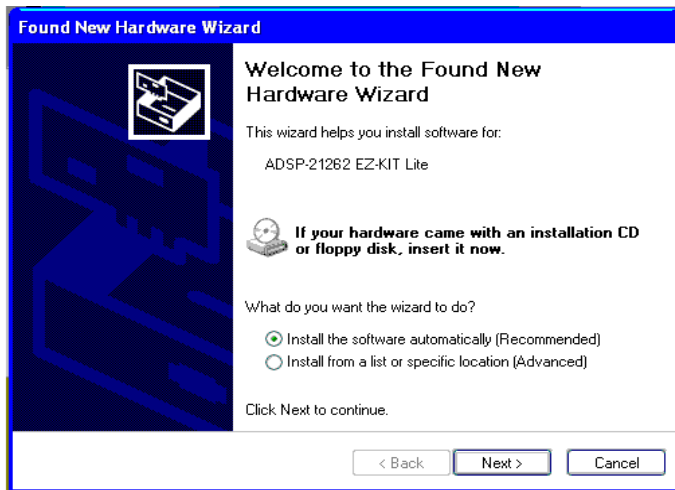 Found New Hardware Wizard
Welcome to the Found New
Hardware Wizard
This wizard helps you install software for:
ADSP-21262 EZ-KIT Lite
If your hardware came with an installation CD
or floppy disk, insert it now.
What do you want the wizard to do?
Install the software automatically (Recommended)
Install from a list or specific location (Advanced)
Click Next to continue.
< Back Next > Cancel